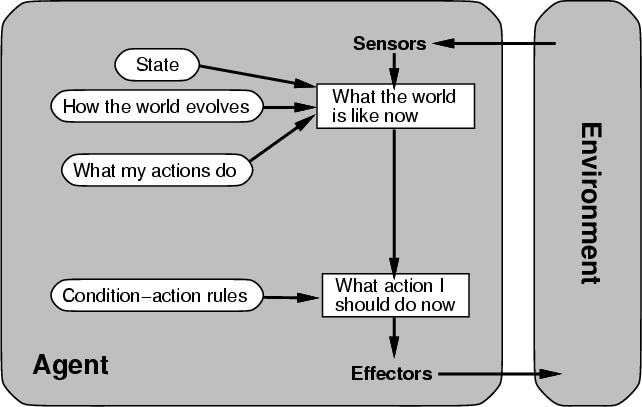 Sensors
State
What the world
is like now
How the world evolves
What my actions do
Environment
Condition–action rules
What action I
should do now
Agent
Effectors